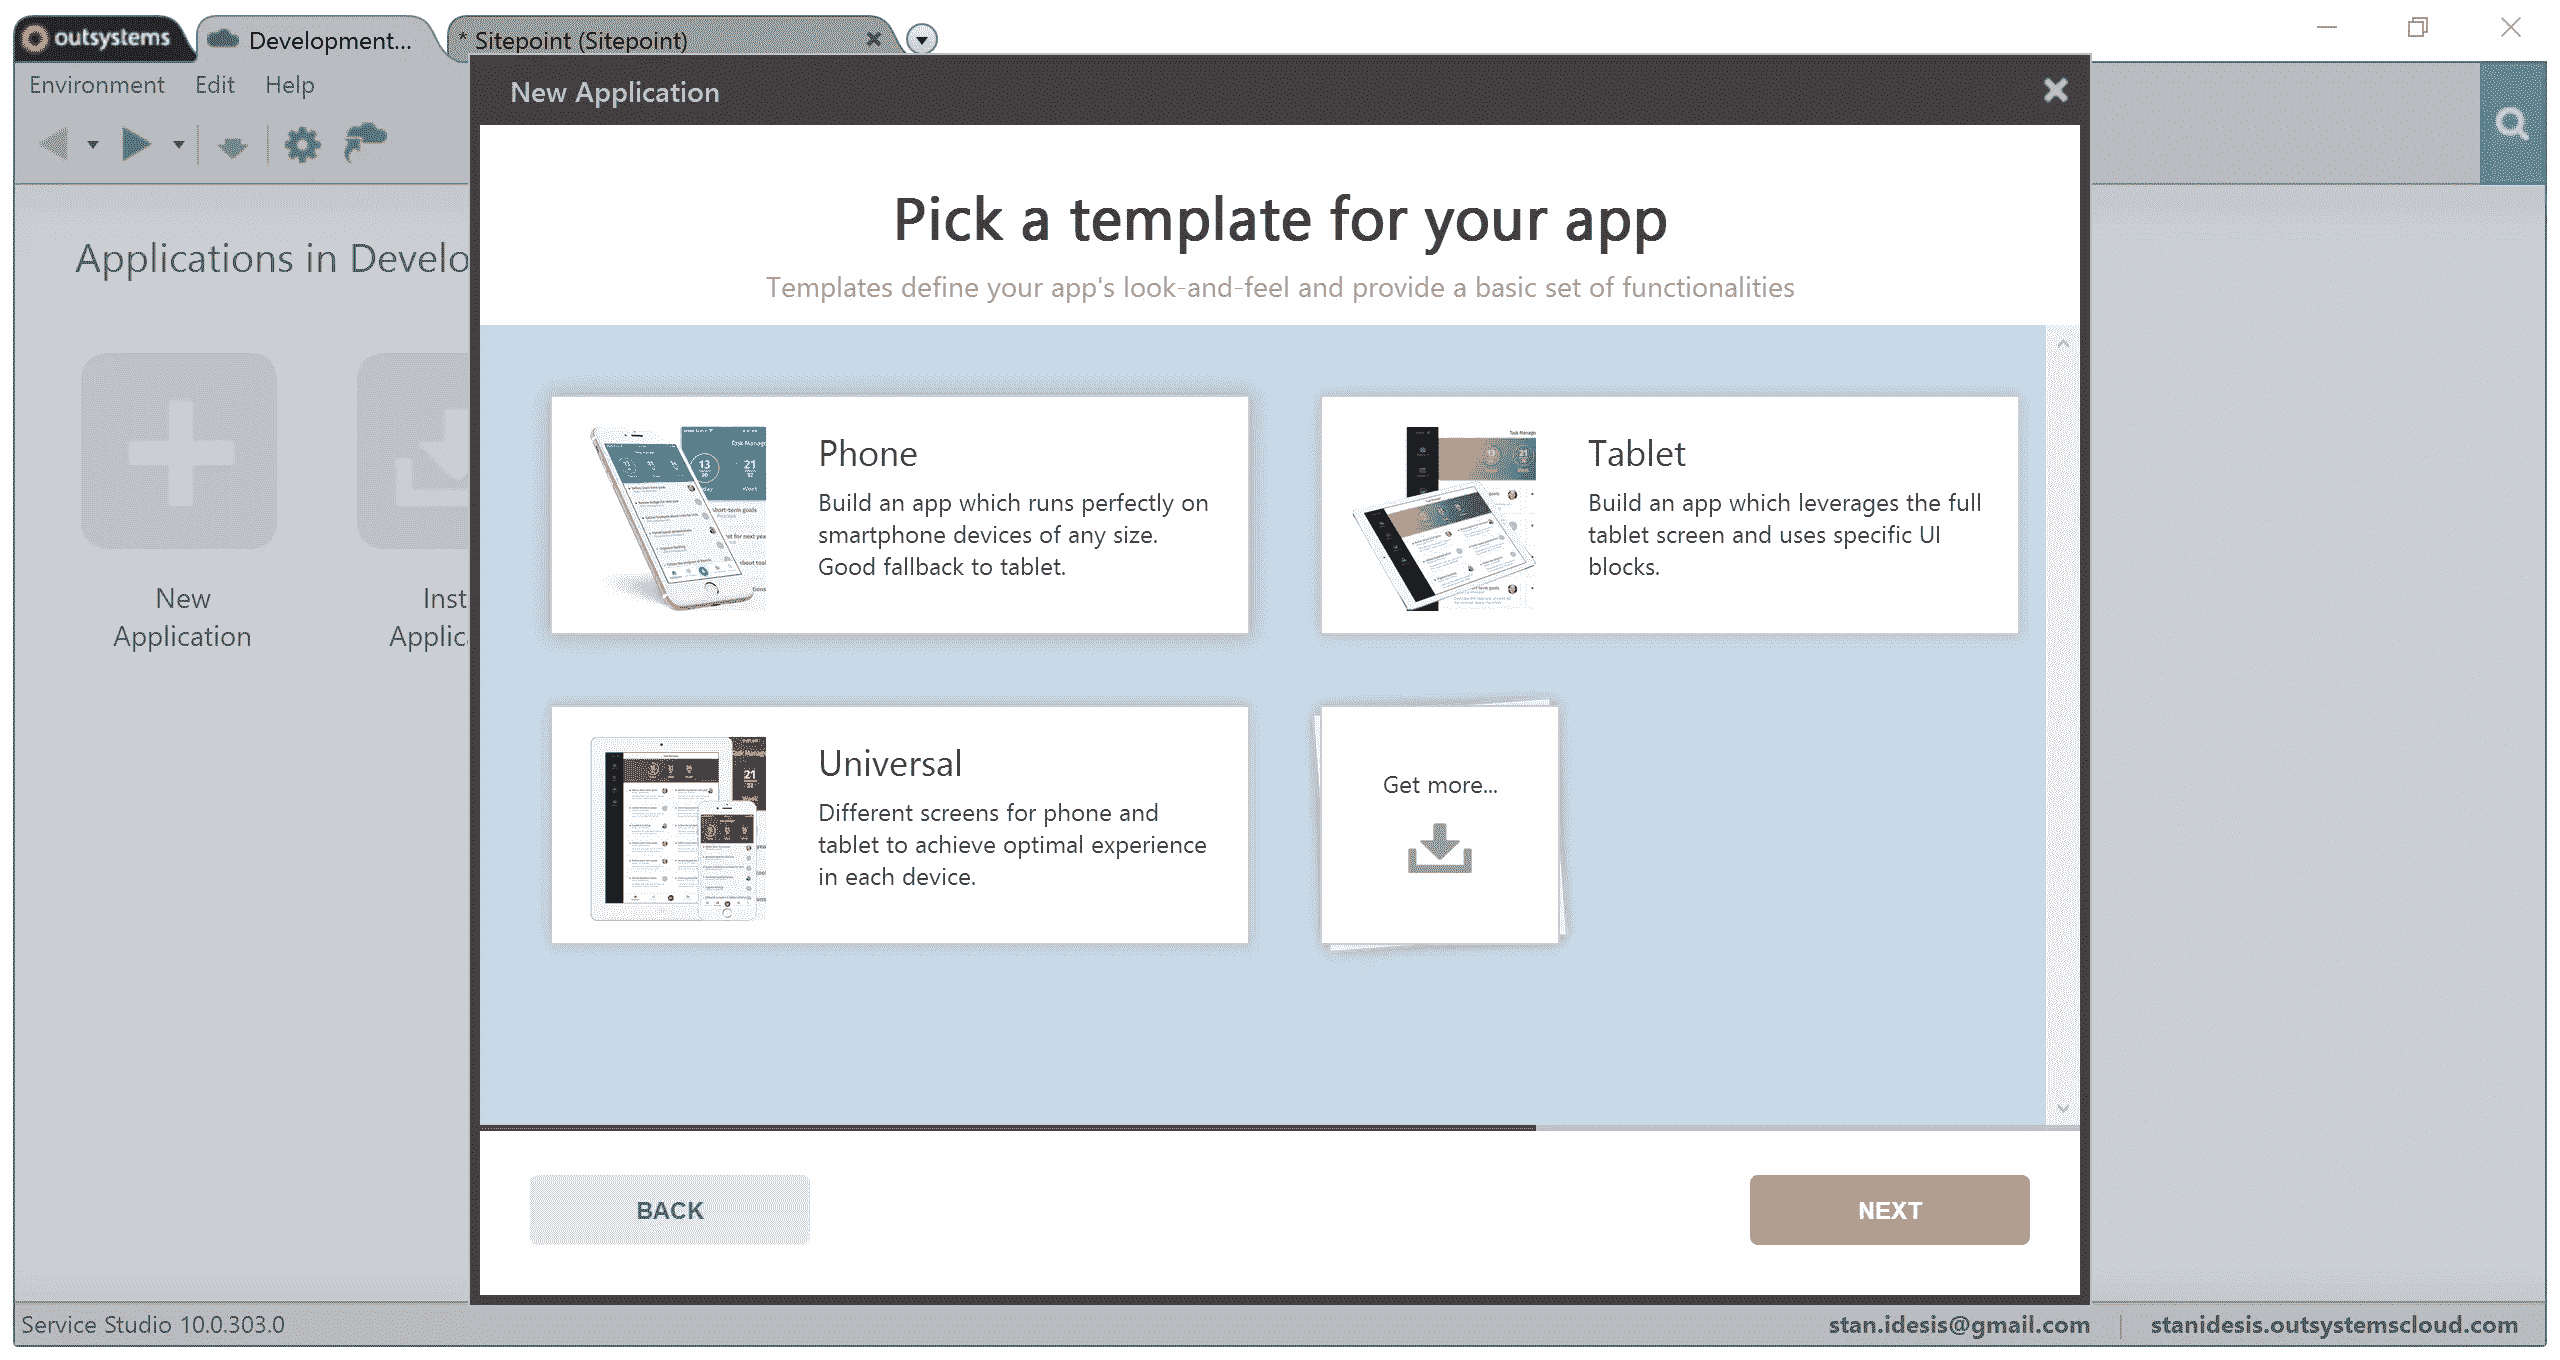 outsystems
Development...
* Sitepoint (Sitepoint)
Environment Edit Help
New Application
Pick a template for your app
Templates define your app's look-and-feel and provide a basic set of functionalities
Applications in Develo
New
Application
Inst
Applic
Phone
Build an app which runs perfectly on
smartphone devices of any size.
Good fallback to tablet.
Tablet
Build an app which leverages the full
tablet screen and uses specific UI
blocks.
Universal
Different screens for phone and
tablet to achieve optimal experience
in each device.
Get more...
BACK
NEXT
Service Studio 10.0.303.0
stan.idesis@gmail.com
stanidesis.outsystemscloud.com